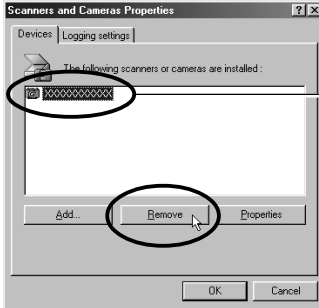 Scanners and Cameras Properties
Devices Logging settings
The following scanners or cameras are installed :
XXXXXXXXXXX
Add... Remove Properties
OK Cancel